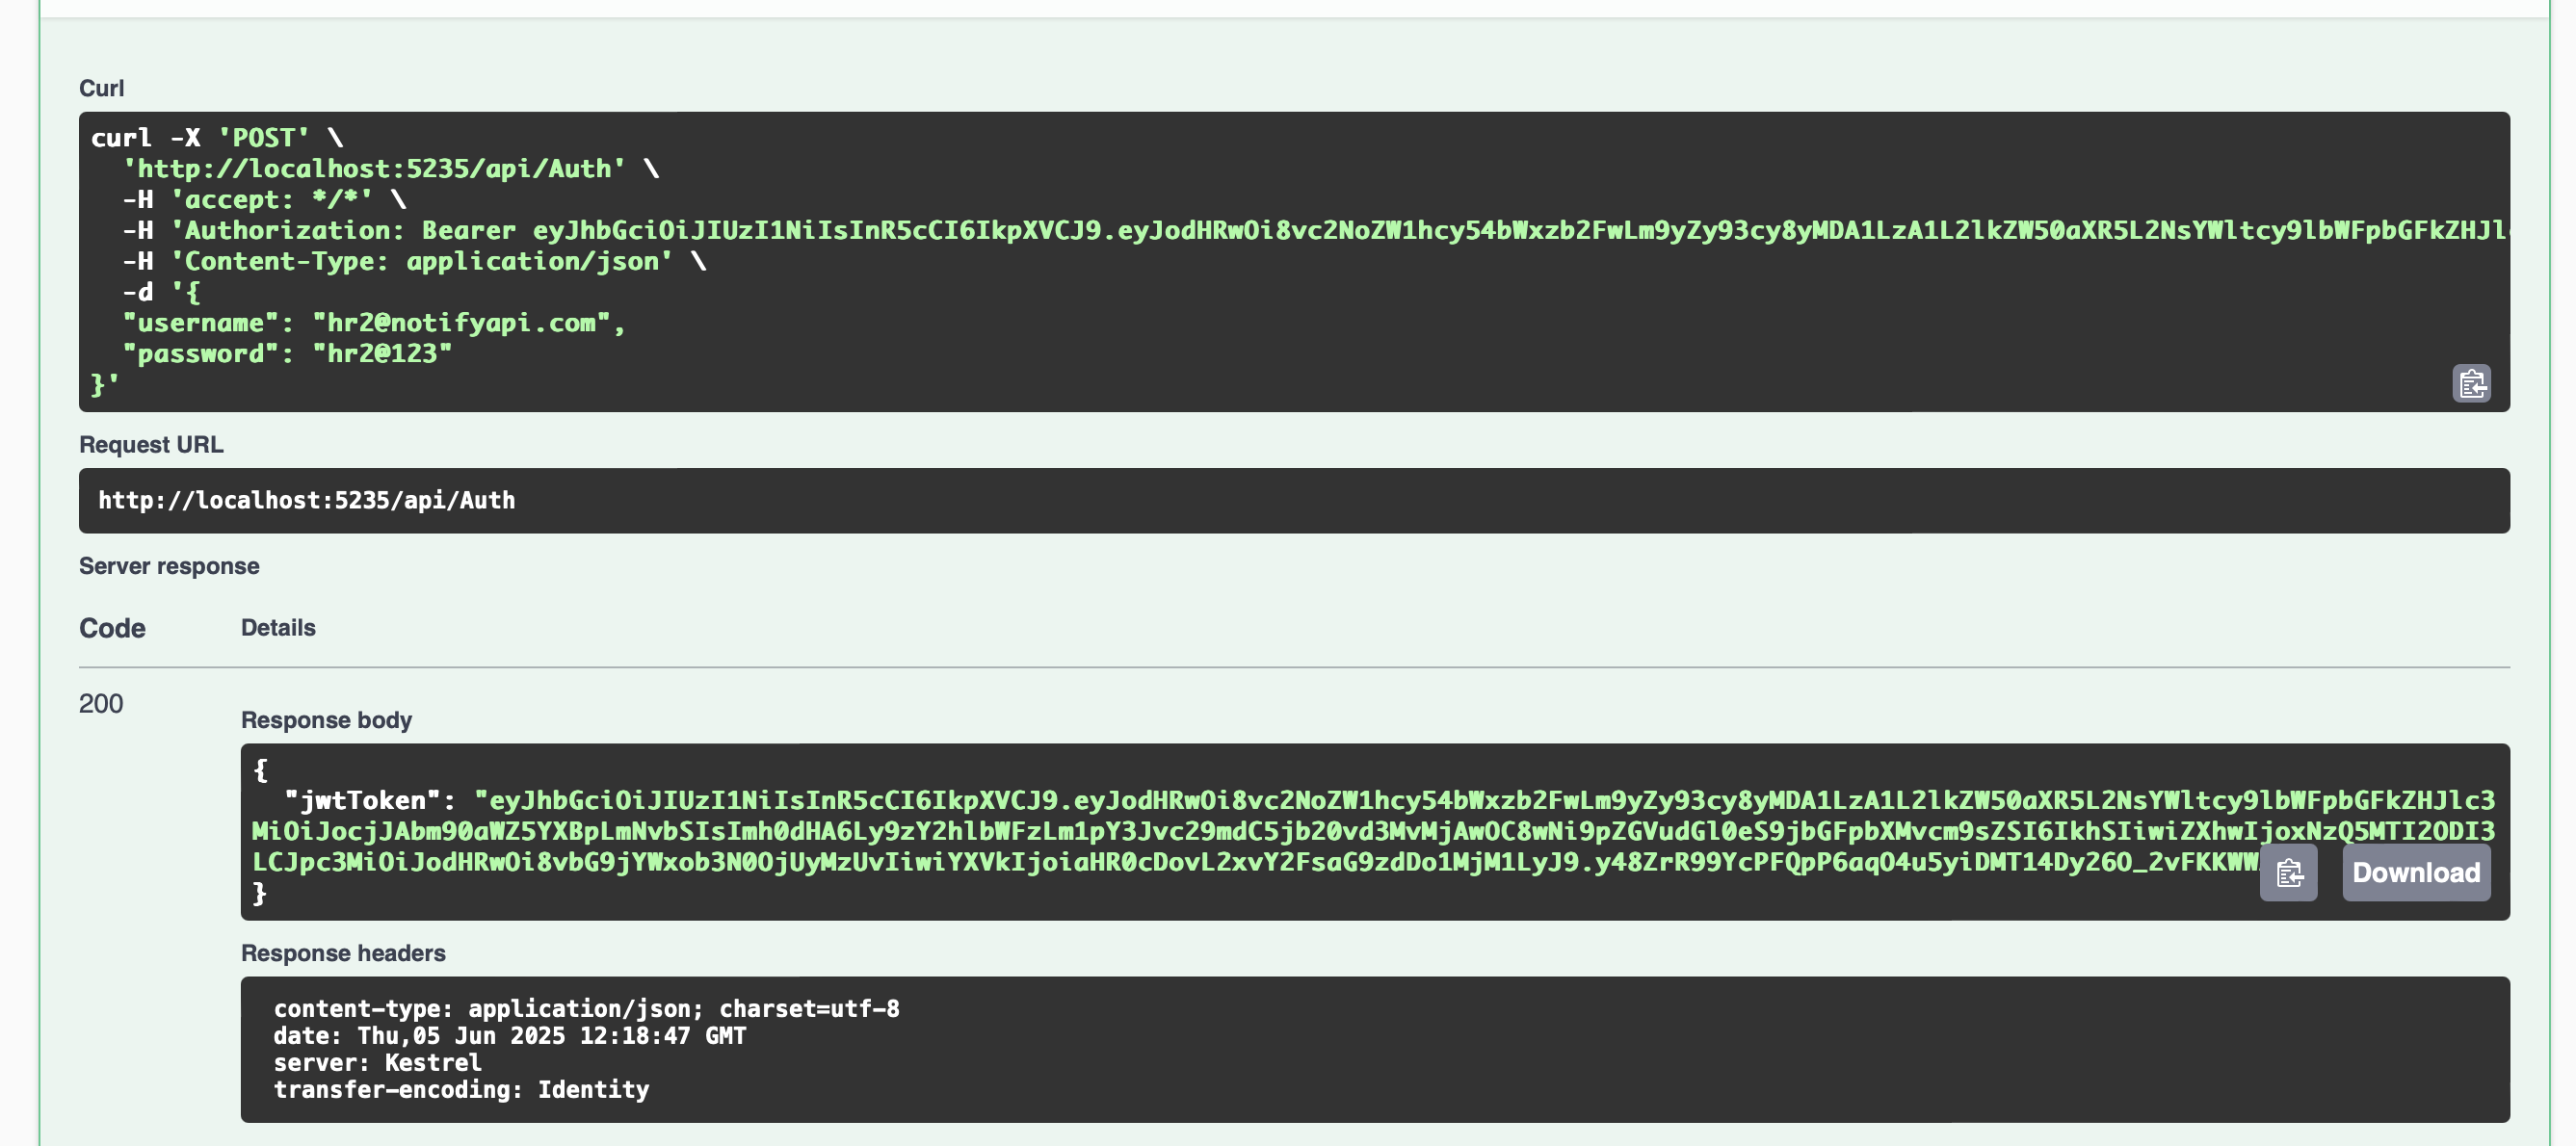 Curl
curl -X 'POST' \
'http://localhost:5235/api/Auth' \
-H 'accept: */*' \
-H 'Authorization: Bearer eyJhbGciOiJIUzI1NiIsInR5cCI6IkpXVCJ9.eyJodHRwOi8vc2NoZW1hcy54bWxzb2FwLm9yZy93cy8yMDA1LzA1L2lkZW50aXR5L2NsYWltcy9lbWFpbGFkZHJl
-H 'Content-Type: application/json' \
-d '{
"username": "hr2@notifyapi.com",
"password": "hr2@123"
}'
Request URL
http://localhost:5235/api/Auth
Server response
Code Details
200
Response body
{
"jwtToken": "eyJhbGciOiJIUzI1NiIsInR5cCI6IkpXVCJ9.eyJodHRwOi8vc2NoZW1hcy54bWxzb2FwLm9yZy93cy8yMDA1LzA1L2lkZW50aXR5L2NsYWltcy9lbWFpbGFkZHJlc3
MiOiJocjJAbm90aWZ5YXBpLmNvbSIsImh0dHA6Ly9zY2hlbWFzLm1pY3Jvc29mdC5jb20vd3MvMjAwOC8wNi9pZGVudGl0eS9jbGFpbXMvcm9sZSI6IkhSIiwiZXhwIjoxNzQ5MTI2ODI3
LCJpc3MiOiJodHRwOi8vbG9jYWxob3N0OjUyMzUvIiwiYXVkIjoiaHR0cDovL2xvY2FsaG9zdDo1MjM1LyJ9.y48ZrR99YcPFQpP6aqO4u5yiDMT14Dy26O_2vFKKWW
}
Download
Response headers
content-type: application/json; charset=utf-8
date: Thu,05 Jun 2025 12:18:47 GMT
server: Kestrel
transfer-encoding: Identity